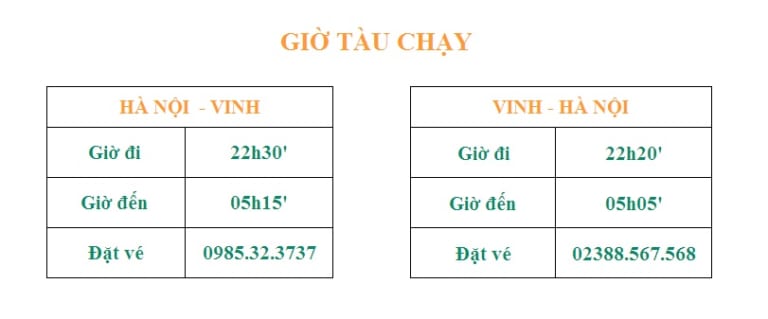 GIỜ TÀU CHẠY
HÀ NỘI - VINH
Giờ đi 22h30'
Giờ đến 05h15'
Đặt vé 0985.32.3737
VINH - HÀ NỘI
Giờ đi 22h20'
Giờ đến 05h05'
Đặt vé 02388.567.568